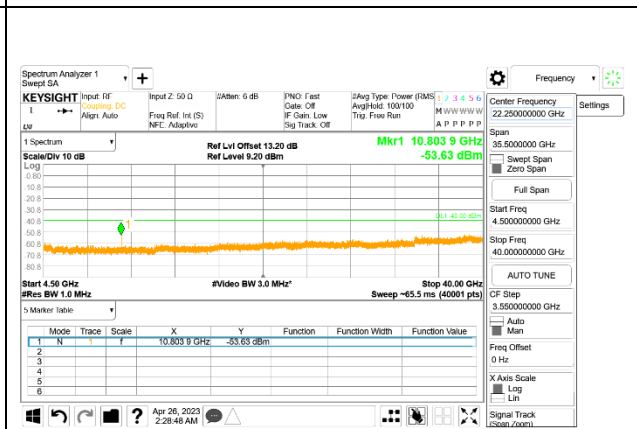 Spectrum Analyzer 1
Swept SA
+
Frequency
Settings
KEYSIGHT
L
Input: RF
Coupling: DC
Align: Auto
Input Z: 50 Ω
Freq Ref: Int (S)
NFE: Adaptive
#Atten: 6 dB
PNO: Fast
Gate: Off
IF Gain: Low
Sig Track: Off
#Avg Type: Power (RMS
Avg|Hold: 100/100
Trig: Free Run
1 2 3 4 5 6
M W W W W W
A P P P P P
1 Spectrum
Scale/Div 10 dB
Log
Ref Lvl Offset 13.20 dB
Ref Level 9.20 dBm
Mkr1 10.803 9 GHz
-53.63 dBm
-0.80
-10.8
-20.8
-30.8
-40.8
-50.8
-60.8
-70.8
-80.8
1
Start 4.50 GHz
#Video BW 3.0 MHz*
Stop 40.00 GHz
#Res BW 1.0 MHz
Sweep ~65.5 ms (40001 pts)
5 Marker Table
Mode Trace Scale X Y Function Function Width Function Value
1 N 1 f 10.803 9 GHz -53.63 dBm
2
3
4
5
6
Center Frequency
22.250000000 GHz
Span
35.5000000 GHz
Swept Span
Zero Span
Full Span
Start Freq
4.500000000 GHz
Stop Freq
40.000000000 GHz
AUTO TUNE
CF Step
3.550000000 GHz
Auto
Man
Freq Offset
0 Hz
X Axis Scale
Log
Lin
Signal Track
(Span Zoom)
?
Apr 26, 2023
2:28:48 AM